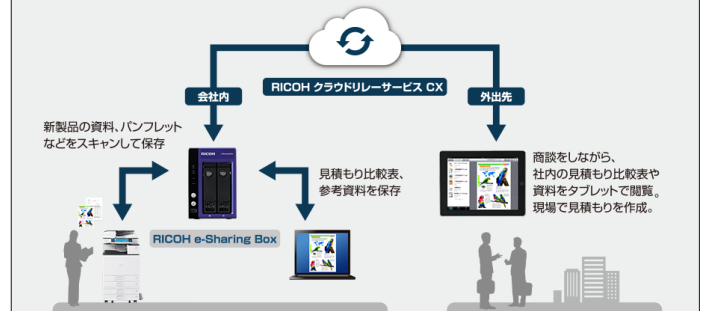 RICOH クラウドリレーサービス CX
会社内
外出先
新製品の資料、パンフレット
などをスキャンして保存
RICOH
見積もり比較表、
参考資料を保存
RICOH e-Sharing Box
商談をしながら、
社内の見積もり比較表や
資料をタブレットで閲覧。
現場で見積もりを作成。